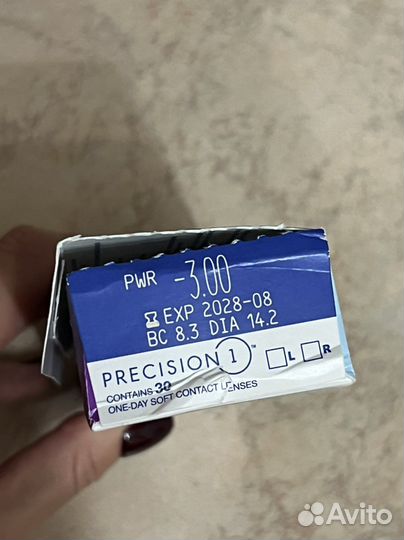 PWR -3.00
EXP 2028-08
BC 8.3 DIA 14.2
PRECISION 1™ L R
CONTAINS 30
ONE-DAY SOFT CONTACT LENSES
Avito